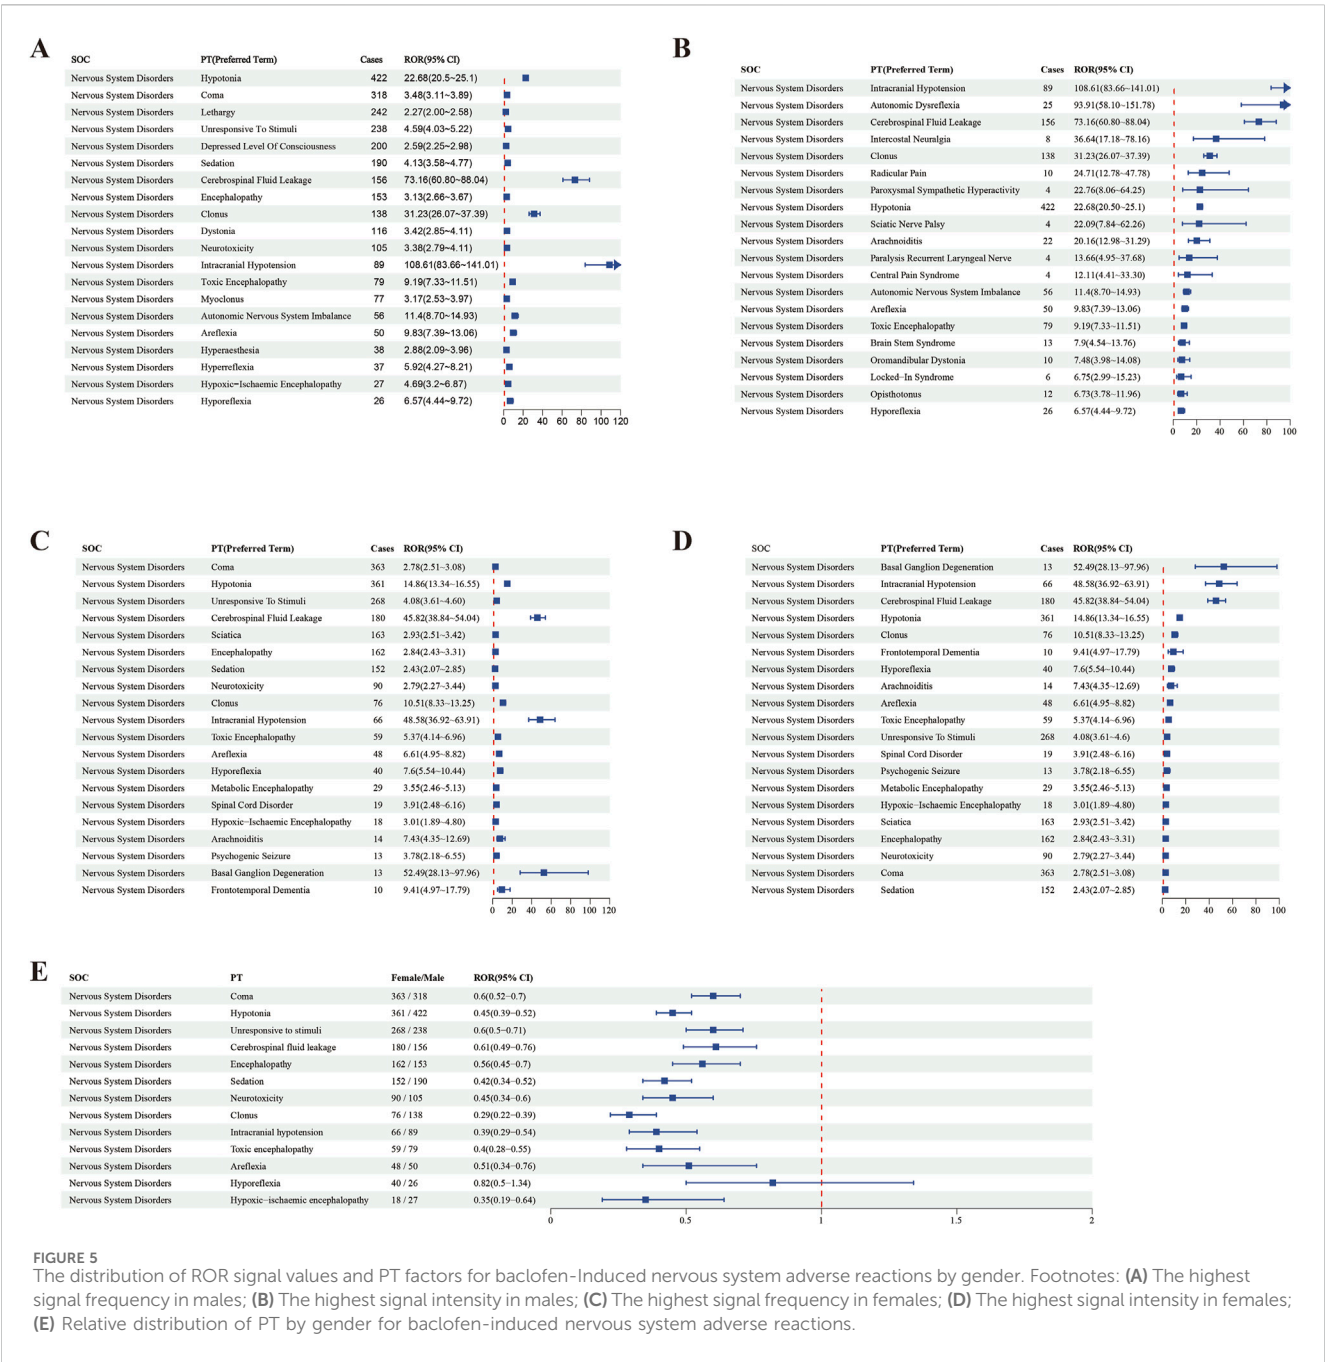 A
SOC PT(Preferred Term) Cases ROR(95% CI)
Nervous System Disorders Hypotonia 422 22.68(20.5~25.1)
Nervous System Disorders Coma 318 3.48(3.11~3.89)
Nervous System Disorders Lethargy 242 2.27(2.00~2.58)
Nervous System Disorders Unresponsive To Stimuli 238 4.59(4.03~5.22)
Nervous System Disorders Depressed Level Of Consciousness 200 2.59(2.25~2.98)
Nervous System Disorders Sedation 190 4.13(3.58~4.77)
Nervous System Disorders Cerebrospinal Fluid Leakage 156 73.16(60.80~88.04)
Nervous System Disorders Encephalopathy 153 3.13(2.66~3.67)
Nervous System Disorders Clonus 138 31.23(26.07~37.39)
Nervous System Disorders Dystonia 116 3.42(2.85~4.11)
Nervous System Disorders Neurotoxicity 105 3.38(2.79~4.11)
Nervous System Disorders Intracranial Hypotension 89 108.61(83.66~141.01)
Nervous System Disorders Toxic Encephalopathy 79 9.19(7.33~11.51)
Nervous System Disorders Myoclonus 77 3.17(2.53~3.97)
Nervous System Disorders Autonomic Nervous System Imbalance 56 11.4(8.70~14.93)
Nervous System Disorders Areflexia 50 9.83(7.39~13.06)
Nervous System Disorders Hyperaesthesia 38 2.88(2.09~3.96)
Nervous System Disorders Hyperreflexia 37 5.92(4.27~8.21)
Nervous System Disorders Hypoxic-Ischaemic Encephalopathy 27 4.69(3.2~6.87)
Nervous System Disorders Hyporeflexia 26 6.57(4.44~9.72)
0 20 40 60 80 100 120
B
SOC PT(Preferred Term) Cases ROR(95% CI)
Nervous System Disorders Intracranial Hypotension 89 108.61(83.66~141.01)
Nervous System Disorders Autonomic Dysreflexia 25 93.91(58.10~151.78)
Nervous System Disorders Cerebrospinal Fluid Leakage 156 73.16(60.80~88.04)
Nervous System Disorders Intercostal Neuralgia 8 36.64(17.18~78.16)
Nervous System Disorders Clonus 138 31.23(26.07~37.39)
Nervous System Disorders Radicular Pain 10 24.71(12.78~47.78)
Nervous System Disorders Paroxysmal Sympathetic Hyperactivity 4 22.76(8.06~64.25)
Nervous System Disorders Hypotonia 422 22.68(20.50~25.1)
Nervous System Disorders Sciatic Nerve Palsy 4 22.09(7.84~62.26)
Nervous System Disorders Arachnoiditis 22 20.16(12.98~31.29)
Nervous System Disorders Paralysis Recurrent Laryngeal Nerve 4 13.66(4.95~37.68)
Nervous System Disorders Central Pain Syndrome 4 12.11(4.41~33.30)
Nervous System Disorders Autonomic Nervous System Imbalance 56 11.4(8.70~14.93)
Nervous System Disorders Areflexia 50 9.83(7.39~13.06)
Nervous System Disorders Toxic Encephalopathy 79 9.19(7.33~11.51)
Nervous System Disorders Brain Stem Syndrome 13 7.9(4.54~13.76)
Nervous System Disorders Oromandibular Dystonia 10 7.48(3.98~14.08)
Nervous System Disorders Locked-In Syndrome 6 6.75(2.99~15.23)
Nervous System Disorders Opisthotonus 12 6.73(3.78~11.96)
Nervous System Disorders Hyporeflexia 26 6.57(4.44~9.72)
0 20 40 60 80 100
C
SOC PT(Preferred Term) Cases ROR(95% CI)
Nervous System Disorders Coma 363 2.78(2.51~3.08)
Nervous System Disorders Hypotonia 361 14.86(13.34~16.55)
Nervous System Disorders Unresponsive To Stimuli 268 4.08(3.61~4.60)
Nervous System Disorders Cerebrospinal Fluid Leakage 180 45.82(38.84~54.04)
Nervous System Disorders Sciatica 163 2.93(2.51~3.42)
Nervous System Disorders Encephalopathy 162 2.84(2.43~3.31)
Nervous System Disorders Sedation 152 2.43(2.07~2.85)
Nervous System Disorders Neurotoxicity 90 2.79(2.27~3.44)
Nervous System Disorders Clonus 76 10.51(8.33~13.25)
Nervous System Disorders Intracranial Hypotension 66 48.58(36.92~63.91)
Nervous System Disorders Toxic Encephalopathy 59 5.37(4.14~6.96)
Nervous System Disorders Areflexia 48 6.61(4.95~8.82)
Nervous System Disorders Hyporeflexia 40 7.6(5.54~10.44)
Nervous System Disorders Metabolic Encephalopathy 29 3.55(2.46~5.13)
Nervous System Disorders Spinal Cord Disorder 19 3.91(2.48~6.16)
Nervous System Disorders Hypoxic-Ischaemic Encephalopathy 18 3.01(1.89~4.80)
Nervous System Disorders Arachnoiditis 14 7.43(4.35~12.69)
Nervous System Disorders Psychogenic Seizure 13 3.78(2.18~6.55)
Nervous System Disorders Basal Ganglion Degeneration 13 52.49(28.13~97.96)
Nervous System Disorders Frontotemporal Dementia 10 9.41(4.97~17.79)
0 20 40 60 80 100 120
D
SOC PT(Preferred Term) Cases ROR(95% CI)
Nervous System Disorders Basal Ganglion Degeneration 13 52.49(28.13~97.96)
Nervous System Disorders Intracranial Hypotension 66 48.58(36.92~63.91)
Nervous System Disorders Cerebrospinal Fluid Leakage 180 45.82(38.84~54.04)
Nervous System Disorders Hypotonia 361 14.86(13.34~16.55)
Nervous System Disorders Clonus 76 10.51(8.33~13.25)
Nervous System Disorders Frontotemporal Dementia 10 9.41(4.97~17.79)
Nervous System Disorders Hyporeflexia 40 7.6(5.54~10.44)
Nervous System Disorders Arachnoiditis 14 7.43(4.35~12.69)
Nervous System Disorders Areflexia 48 6.61(4.95~8.82)
Nervous System Disorders Toxic Encephalopathy 59 5.37(4.14~6.96)
Nervous System Disorders Unresponsive To Stimuli 268 4.08(3.61~4.6)
Nervous System Disorders Spinal Cord Disorder 19 3.91(2.48~6.16)
Nervous System Disorders Psychogenic Seizure 13 3.78(2.18~6.55)
Nervous System Disorders Metabolic Encephalopathy 29 3.55(2.46~5.13)
Nervous System Disorders Hypoxic-Ischaemic Encephalopathy 18 3.01(1.89~4.80)
Nervous System Disorders Sciatica 163 2.93(2.51~3.42)
Nervous System Disorders Encephalopathy 162 2.84(2.43~3.31)
Nervous System Disorders Neurotoxicity 90 2.79(2.27~3.44)
Nervous System Disorders Coma 363 2.78(2.51~3.08)
Nervous System Disorders Sedation 152 2.43(2.07~2.85)
0 20 40 60 80 100
E
SOC PT Female/Male ROR(95% CI)
Nervous System Disorders Coma 363 / 318 0.6(0.52−0.7)
Nervous System Disorders Hypotonia 361 / 422 0.45(0.39−0.52)
Nervous System Disorders Unresponsive to stimuli 268 / 238 0.6(0.5−0.71)
Nervous System Disorders Cerebrospinal fluid leakage 180 / 156 0.61(0.49−0.76)
Nervous System Disorders Encephalopathy 162 / 153 0.56(0.45−0.7)
Nervous System Disorders Sedation 152 / 190 0.42(0.34−0.52)
Nervous System Disorders Neurotoxicity 90 / 105 0.45(0.34−0.6)
Nervous System Disorders Clonus 76 / 138 0.29(0.22−0.39)
Nervous System Disorders Intracranial hypotension 66 / 89 0.39(0.29−0.54)
Nervous System Disorders Toxic encephalopathy 59 / 79 0.4(0.28−0.55)
Nervous System Disorders Areflexia 48 / 50 0.51(0.34−0.76)
Nervous System Disorders Hyporeflexia 40 / 26 0.82(0.5−1.34)
Nervous System Disorders Hypoxic−ischaemic encephalopathy 18 / 27 0.35(0.19−0.64)
0 0.5 1 1.5 2
FIGURE 5
The distribution of ROR signal values and PT factors for baclofen-Induced nervous system adverse reactions by gender. Footnotes: (A) The highest
signal frequency in males; (B) The highest signal intensity in males; (C) The highest signal frequency in females; (D) The highest signal intensity in females;
(E) Relative distribution of PT by gender for baclofen-induced nervous system adverse reactions.